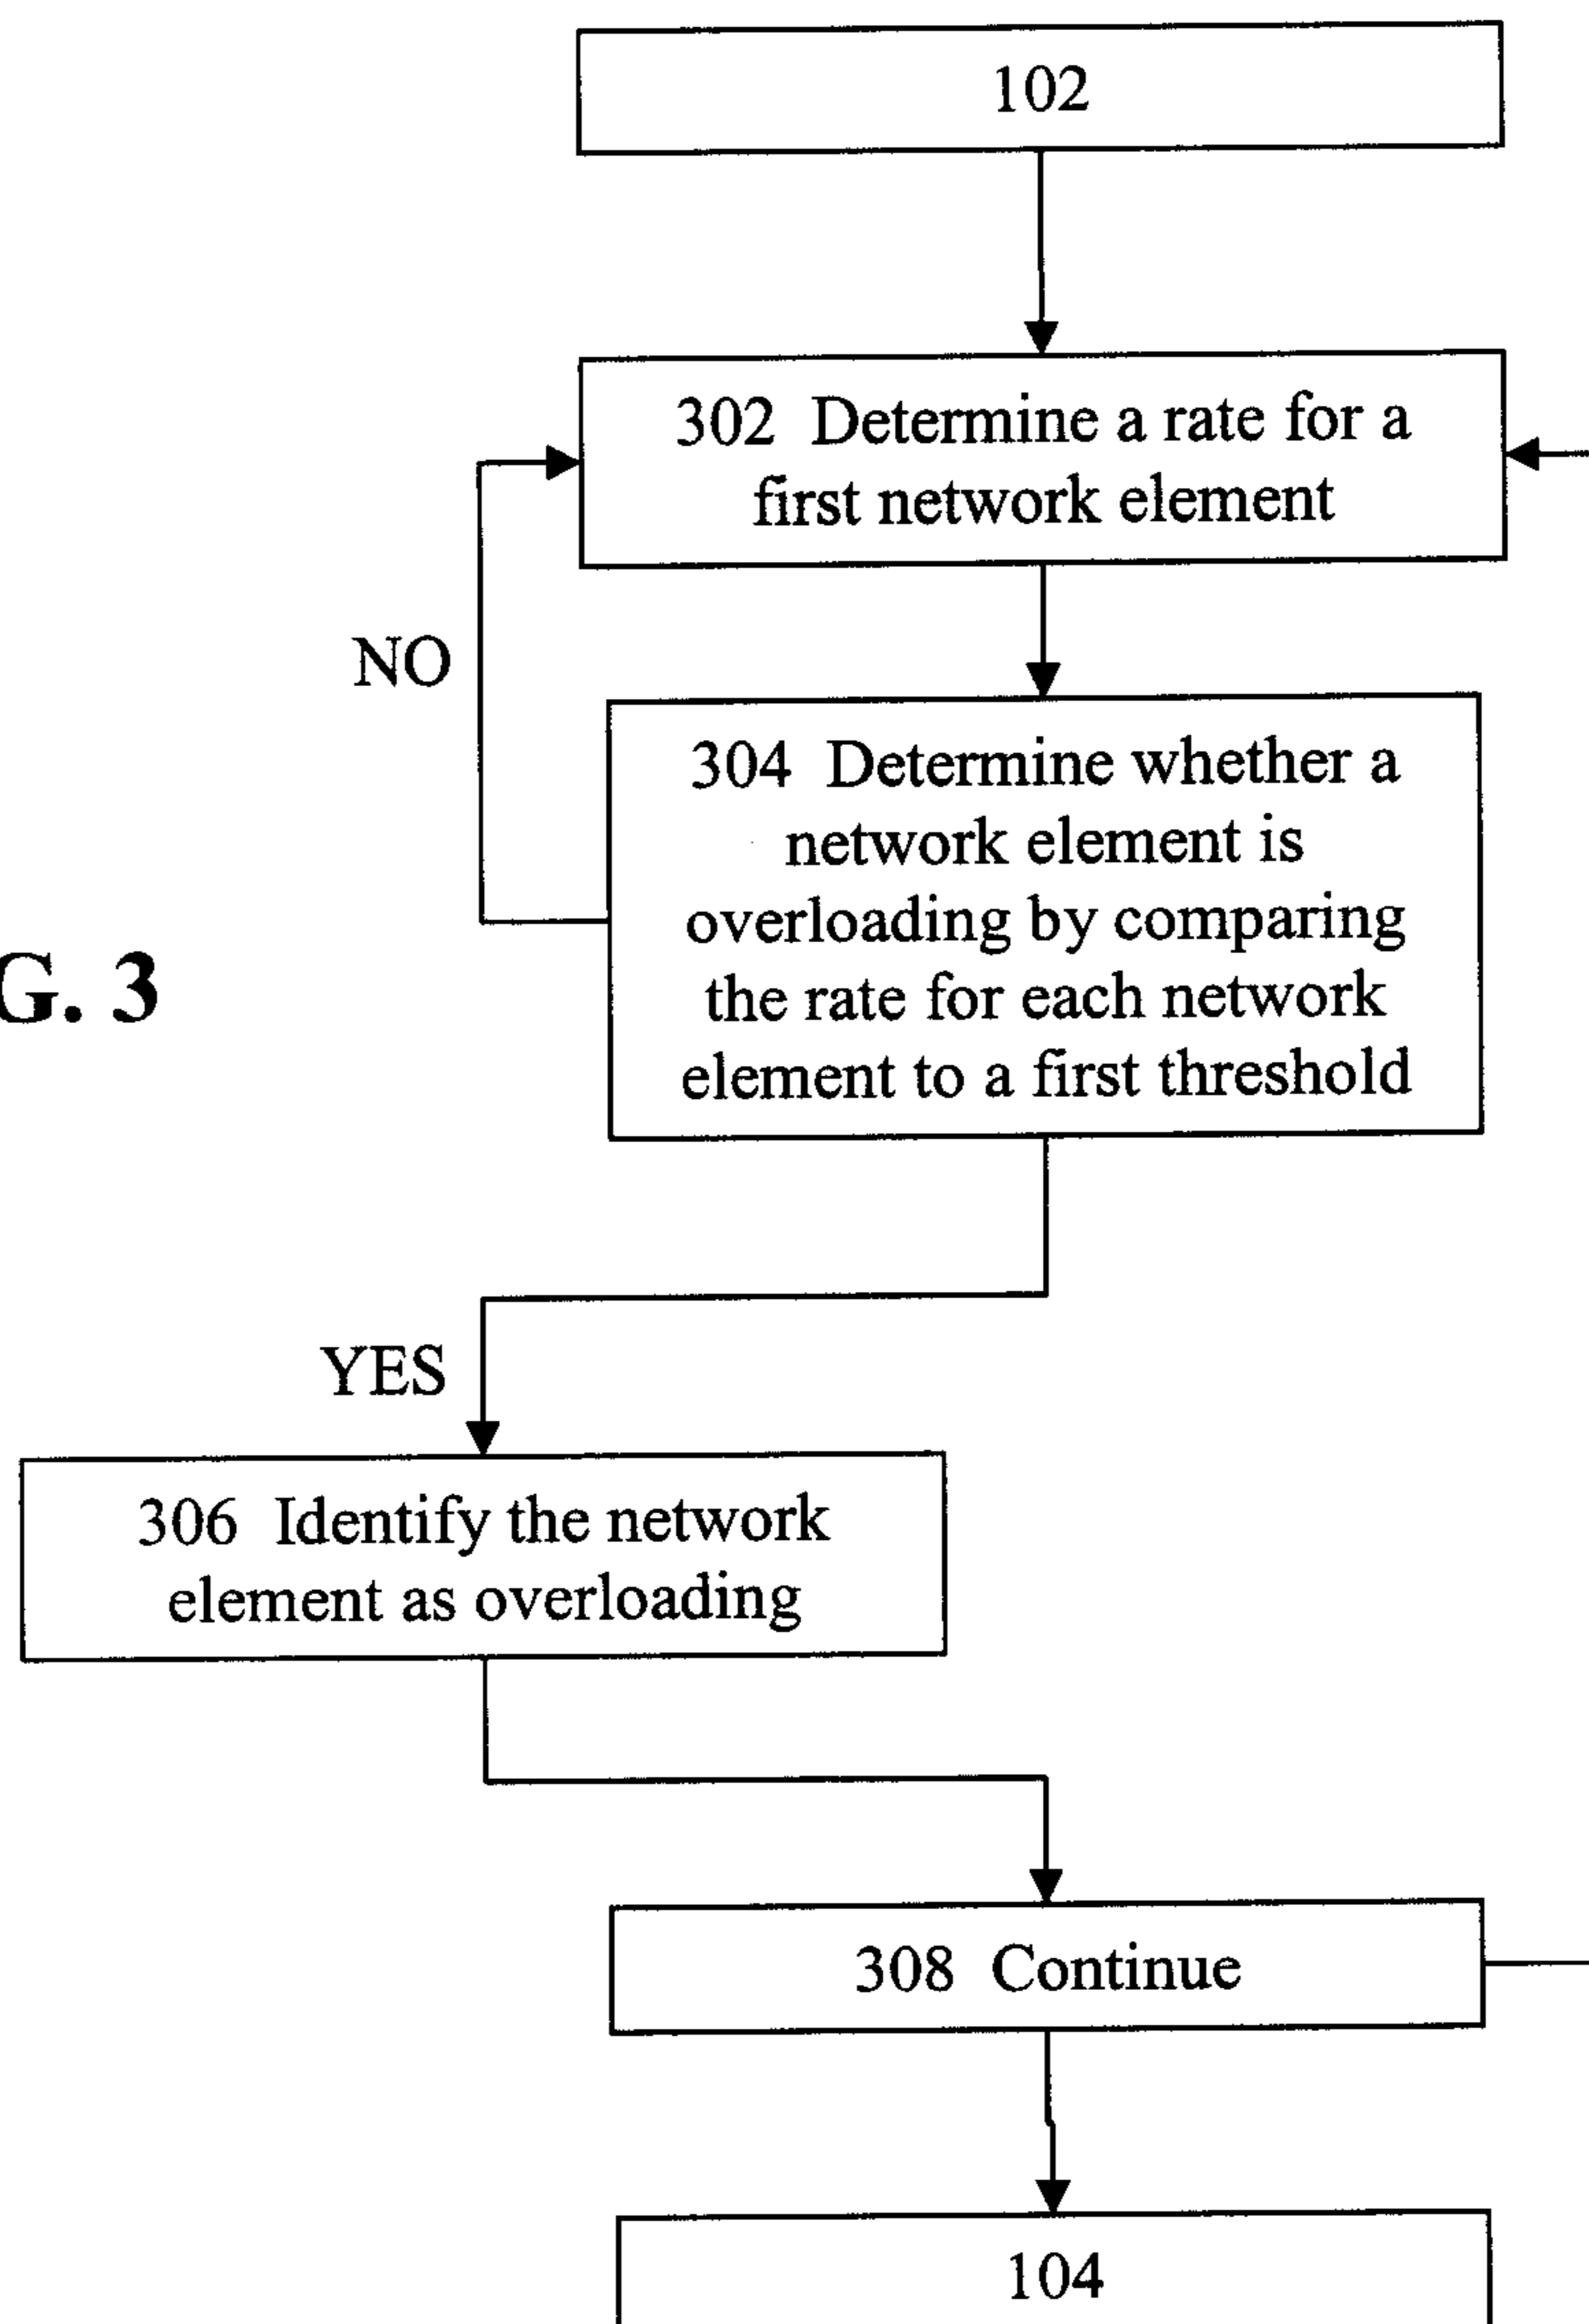 102
302 Determine a rate for a
first network element
NO
304 Determine whether a
network element is
overloading by comparing
the rate for each network
element to a first threshold
G. 3
YES
306 Identify the network
element as overloading
308 Continue
104